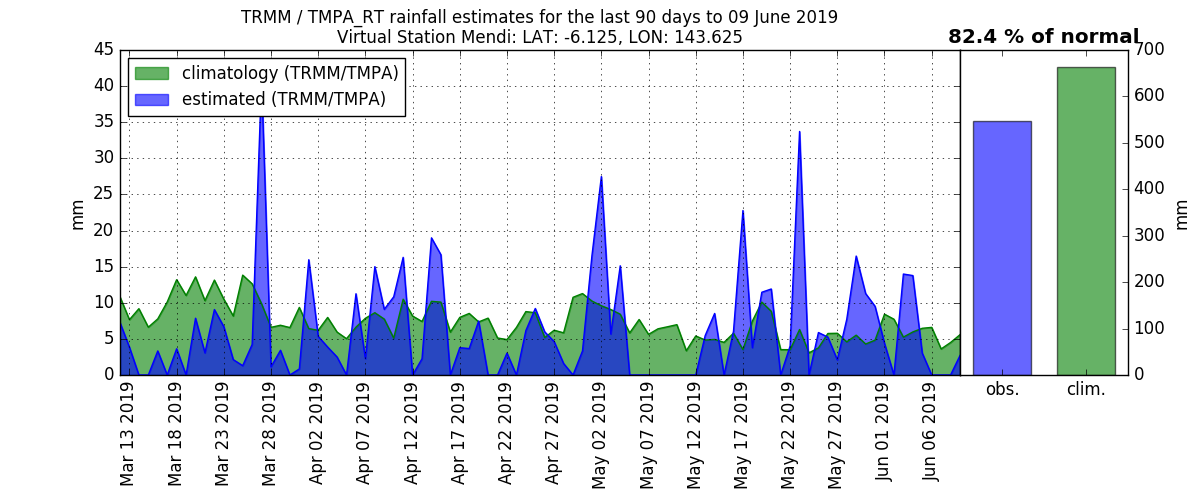 TRMM / TMPA_RT rainfall estimates for the last 90 days to 09 June 2019
Virtual Station Mendi: LAT: -6.125, LON: 143.625
82.4 % of normal
climatology (TRMM/TMPA)
estimated (TRMM/TMPA)
mm
45
40
35
30
25
20
15
10
5
0
Mar 13 2019
Mar 18 2019
Mar 23 2019
Mar 28 2019
Apr 02 2019
Apr 07 2019
Apr 12 2019
Apr 17 2019
Apr 22 2019
Apr 27 2019
May 02 2019
May 07 2019
May 12 2019
May 17 2019
May 22 2019
May 27 2019
Jun 01 2019
Jun 06 2019
obs.
clim.
700
600
500
400
300
200
100
0
mm